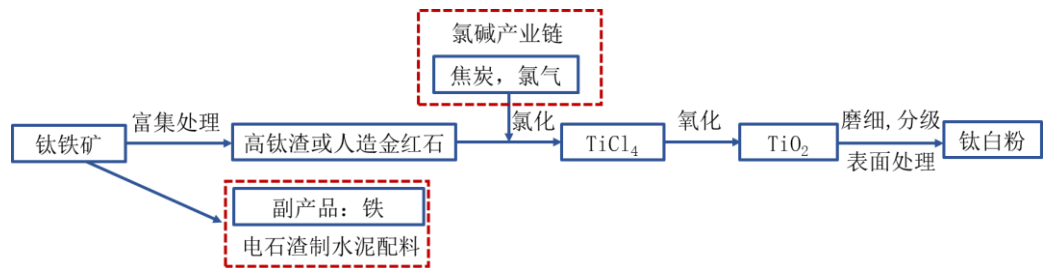 氯碱产业链
焦炭，氯气
富集处理
氯化
氧化
磨细,分级
钛铁矿
高钛渣或人造金红石
TiCl₄
TiO₂
钛白粉
表面处理
副产品：铁
电石渣制水泥配料